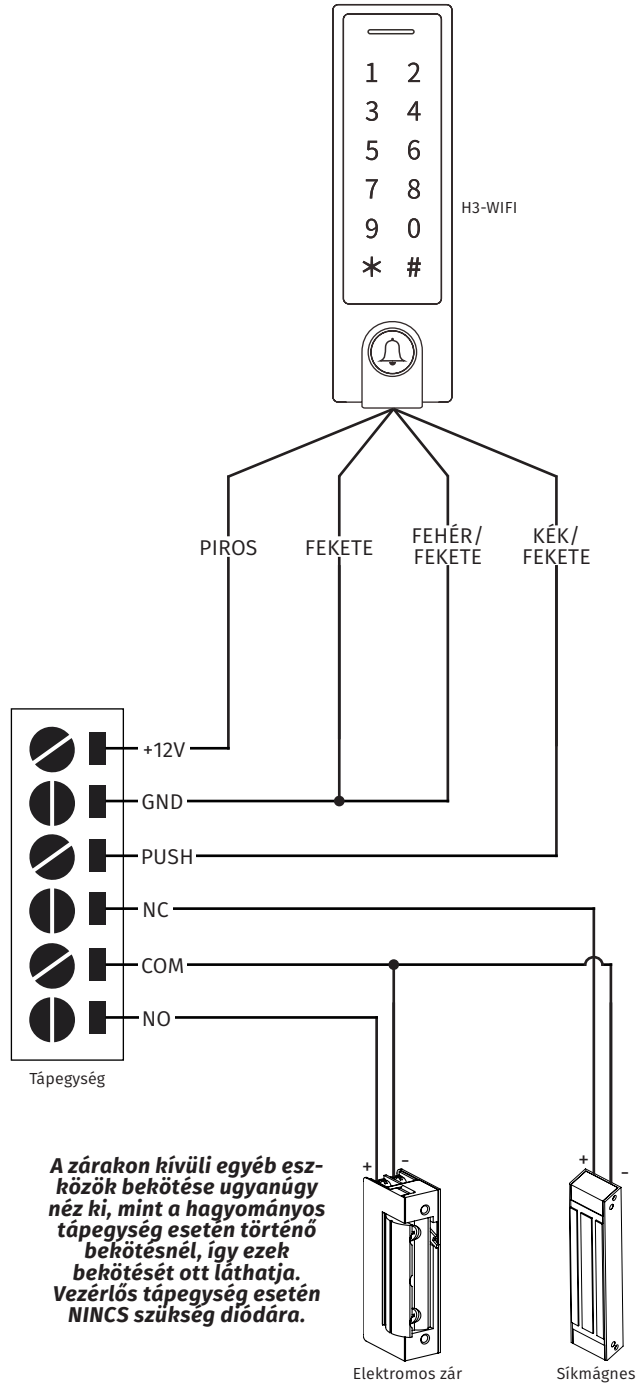 1 2
3 4
5 6
7 8
9 0
* #
H3-WIFI
PIROS
FEKETE
FEHÉR/
FEKETE
KÉK/
FEKETE
+12V
GND
PUSH
NC
COM
NO
Tápegység
A zárakon kívüli egyéb esz-
közök bekötése ugyanúgy
néz ki, mint a hagyományos
tápegység esetén történő
bekötésnél, így ezek
bekötését ott láthatja.
Vezérlős tápegység esetén
NINCS szükség diódára.
+ -
+ -
Elektromos zár
Síkmágnes